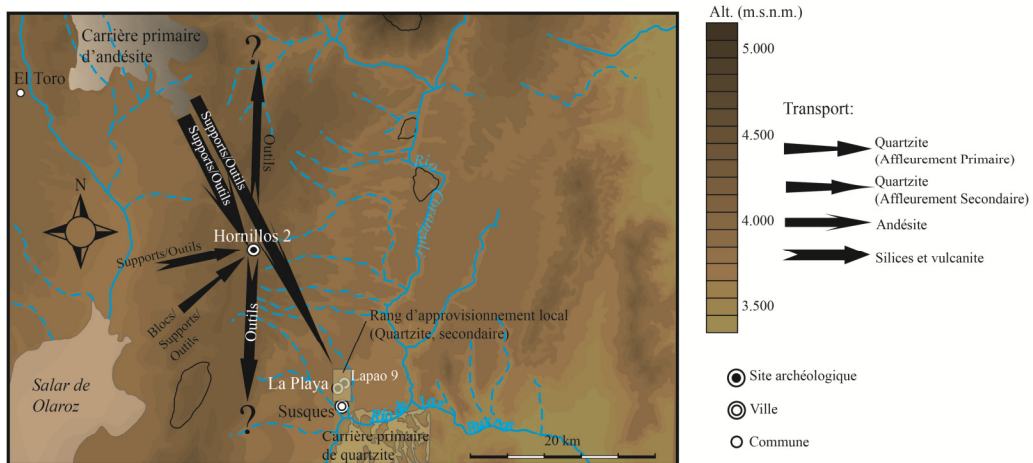 Carrière primaire
d'andésite
El Toro
?
Supports/Outils
Supports/Outils
Outils
N
Hornillos 2
Supports/Outils
Blocs/
Supports/
Outils
Outils
Rang d'approvisionnement local
(Quartzite, secondaire)
La Playa
Lapao 9
Salar de
Olaroz
?
Susques
Carrière primaire
de quartzite
20 km
Río
Alt. (m.s.n.m.)
5.000
4.500
4.000
3.500
Transport:
Quartzite
(Affleurement Primaire)
Quartzite
(Affleurement Secondaire)
Andésite
Silices et vulcanite
Site archéologique
Ville
Commune